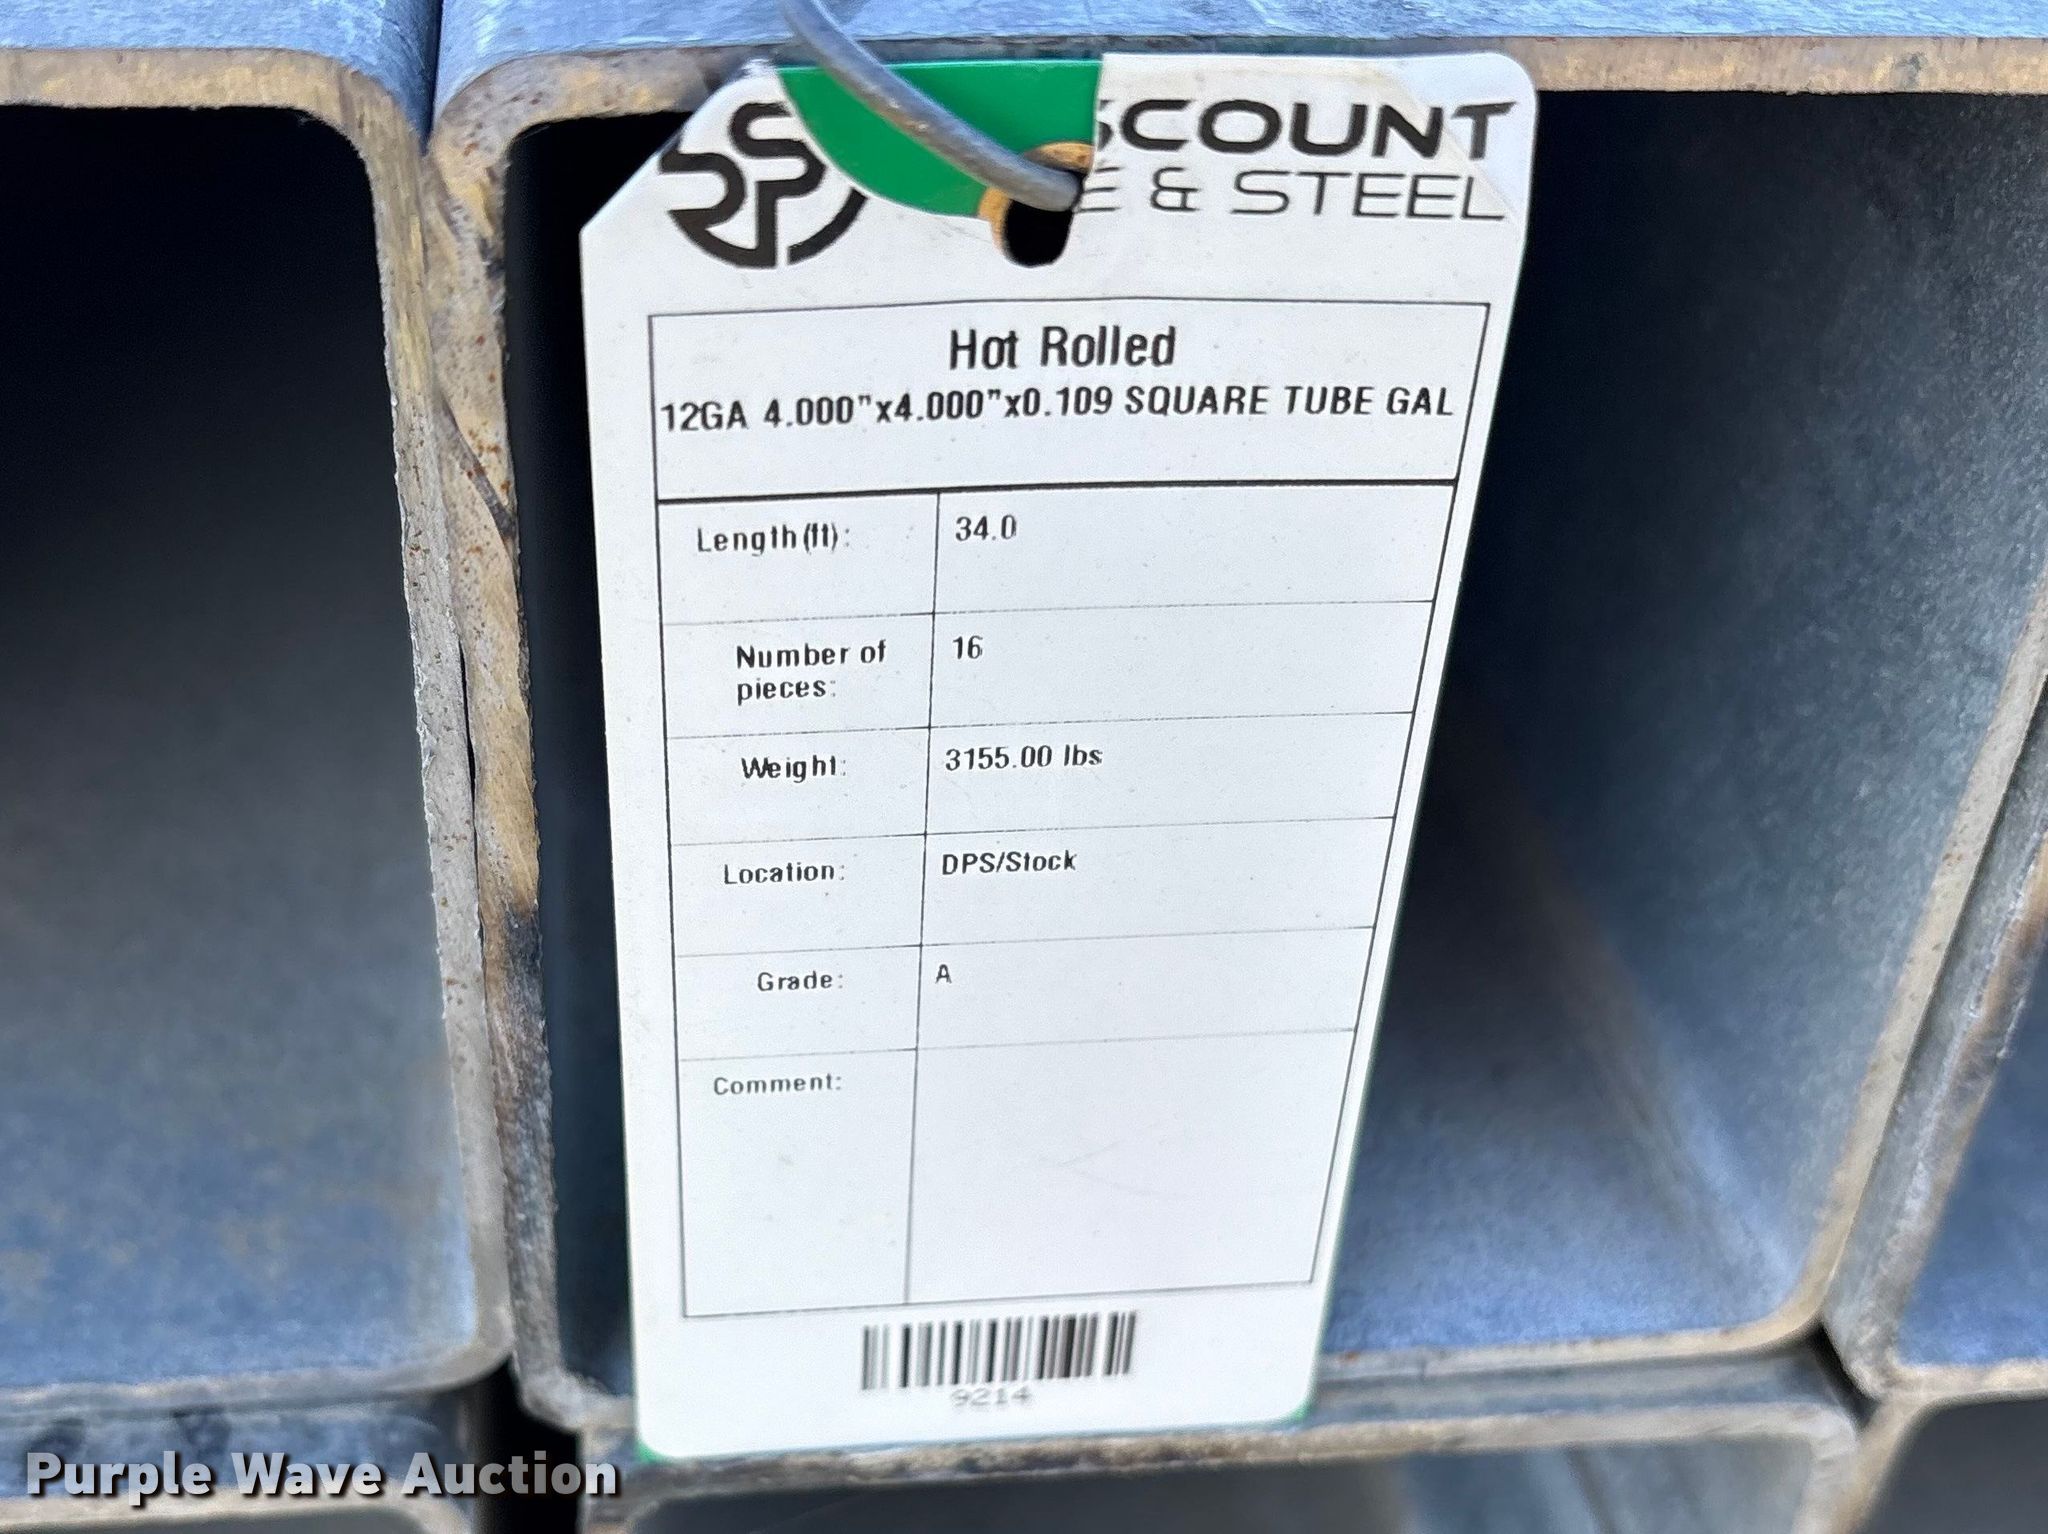 SCOUNT
E & STEEL
Hot Rolled
12GA 4.000"x4.000"x0.109 SQUARE TUBE GAL
Length(ft): 34.0
Number of pieces: 16
Weight: 3155.00 lbs
Location: DPS/Stock
Grade: A
Comment:
9214
Purple Wave Auction